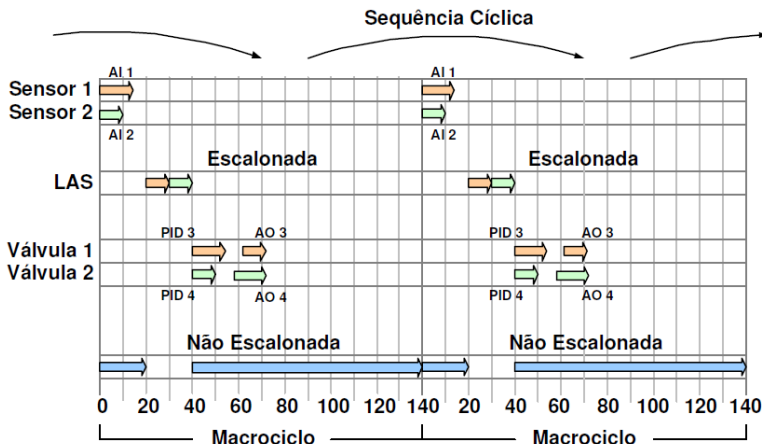 Sequência Cíclica
AI 1 AI 1
Sensor 1
Sensor 2
AI 2 AI 2
Escalonada Escalonada
LAS
PID 3 AO 3 PID 3 AO 3
Válvula 1
Válvula 2
PID 4 AO 4 PID 4 AO 4
Não Escalonada Não Escalonada
0 20 40 60 80 100 120 140 20 40 60 80 100 120 140
Macrociclo Macrociclo